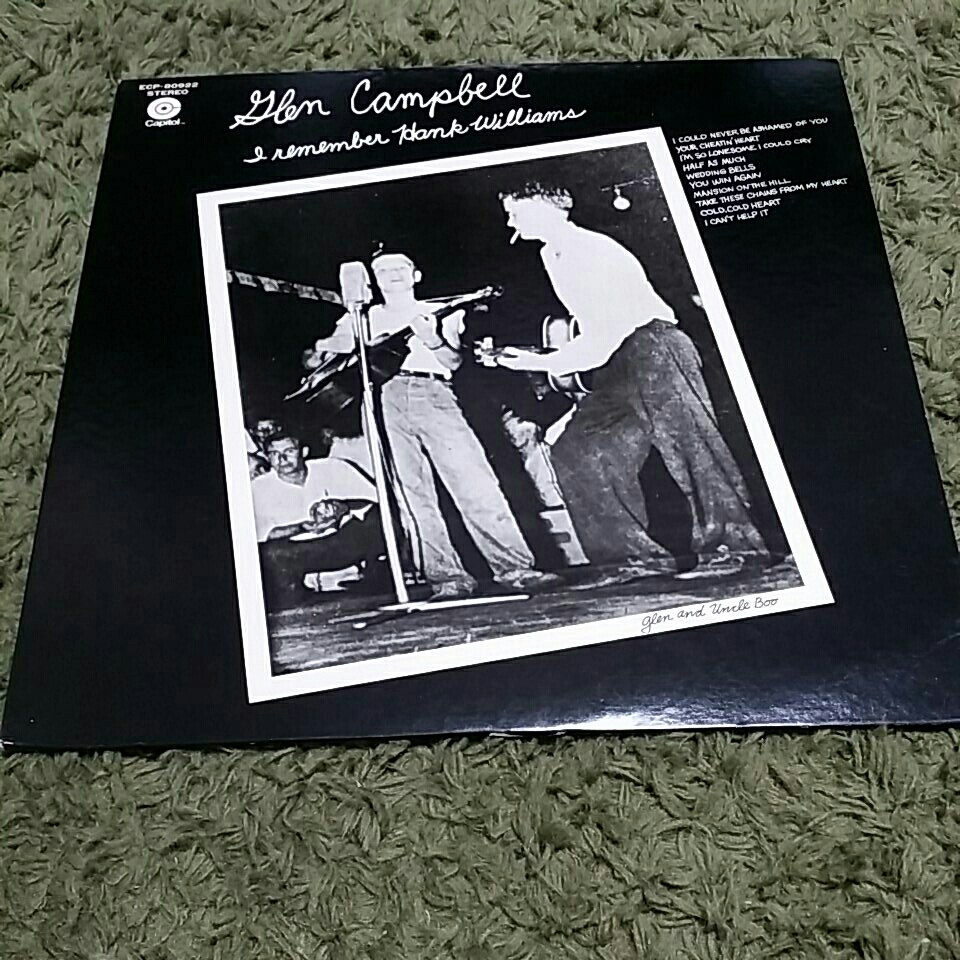 ECP-80922
STEREO
Capitol™
Glen Campbell
I remember Hank Williams
I COULD NEVER BE ASHAMED OF YOU
YOUR CHEATIN' HEART
I'M SO LONESOME I COULD CRY
HALF AS MUCH
WEDDING BELLS
YOU WIN AGAIN
MANSION ON THE HILL
TAKE THESE CHAINS FROM MY HEART
COLD, COLD HEART
I CAN'T HELP IT
Glen and Uncle Boo